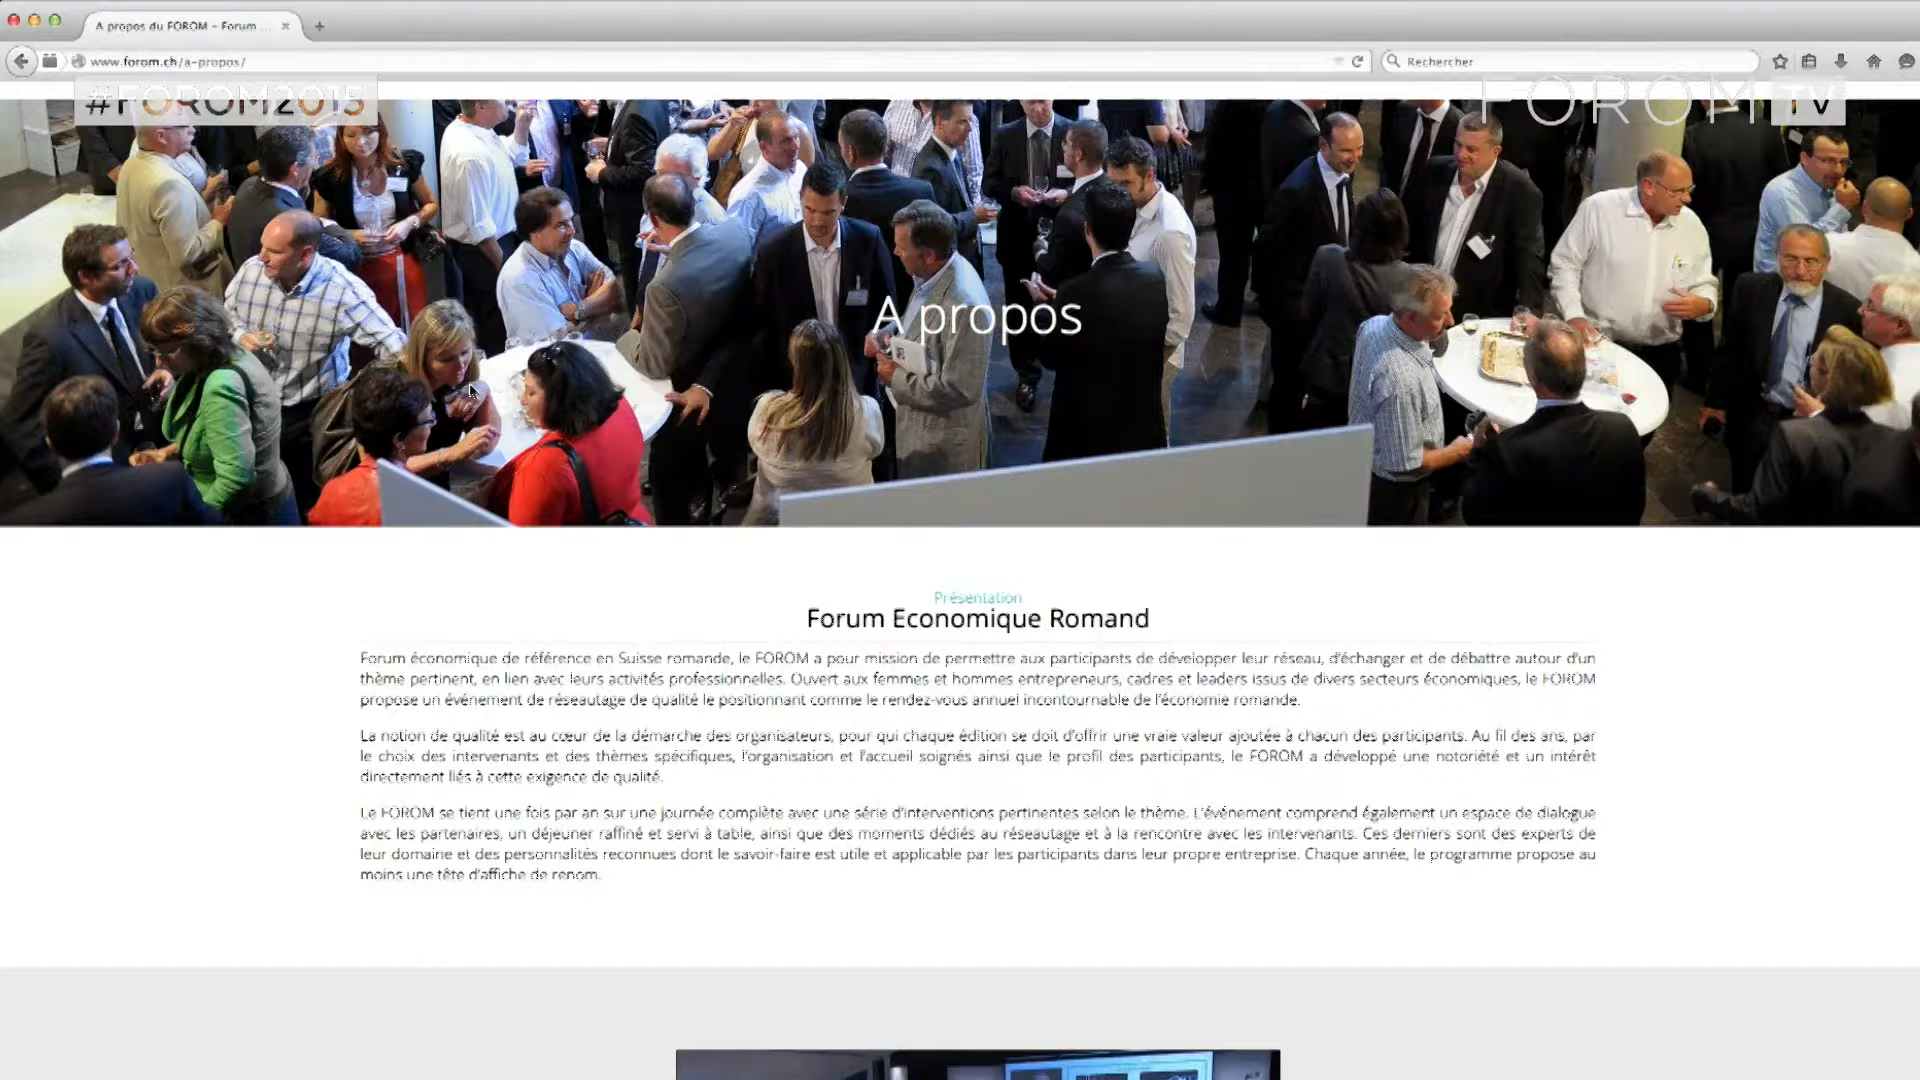 A propos du FOROM - Forum ...
www.forom.ch/a-propos/
Rechercher
#FOROM2015
FOROM TV
A propos
Présentation
Forum Economique Romand
Forum économique de référence en Suisse romande, le FOROM a pour mission de permettre aux participants de développer leur réseau, d'échanger et de débattre autour d'un
thème pertinent, en lien avec leurs activités professionnelles. Ouvert aux femmes et hommes entrepreneurs, cadres et leaders issus de divers secteurs économiques, le FOROM
propose un événement de réseautage de qualité le positionnant comme le rendez-vous annuel incontournable de l'économie romande.
La notion de qualité est au cœur de la démarche des organisateurs, pour qui chaque édition se doit d'offrir une vraie valeur ajoutée à chacun des participants. Au fil des ans, par
le choix des intervenants et des thèmes spécifiques, l'organisation et l'accueil soignés ainsi que le profil des participants, le FOROM a développé une notoriété et un intérêt
directement liés à cette exigence de qualité.
Le FOROM se tient une fois par an sur une journée complète avec une série d'interventions pertinentes selon le thème. L'événement comprend également un espace de dialogue
avec les partenaires, un déjeuner raffiné et servi à table, ainsi que des moments dédiés au réseautage et à la rencontre avec les intervenants. Ces derniers sont des experts de
leur domaine et des personnalités reconnues dont le savoir-faire est utile et applicable par les participants dans leur propre entreprise. Chaque année, le programme propose au
moins une tête d'affiche de renom.